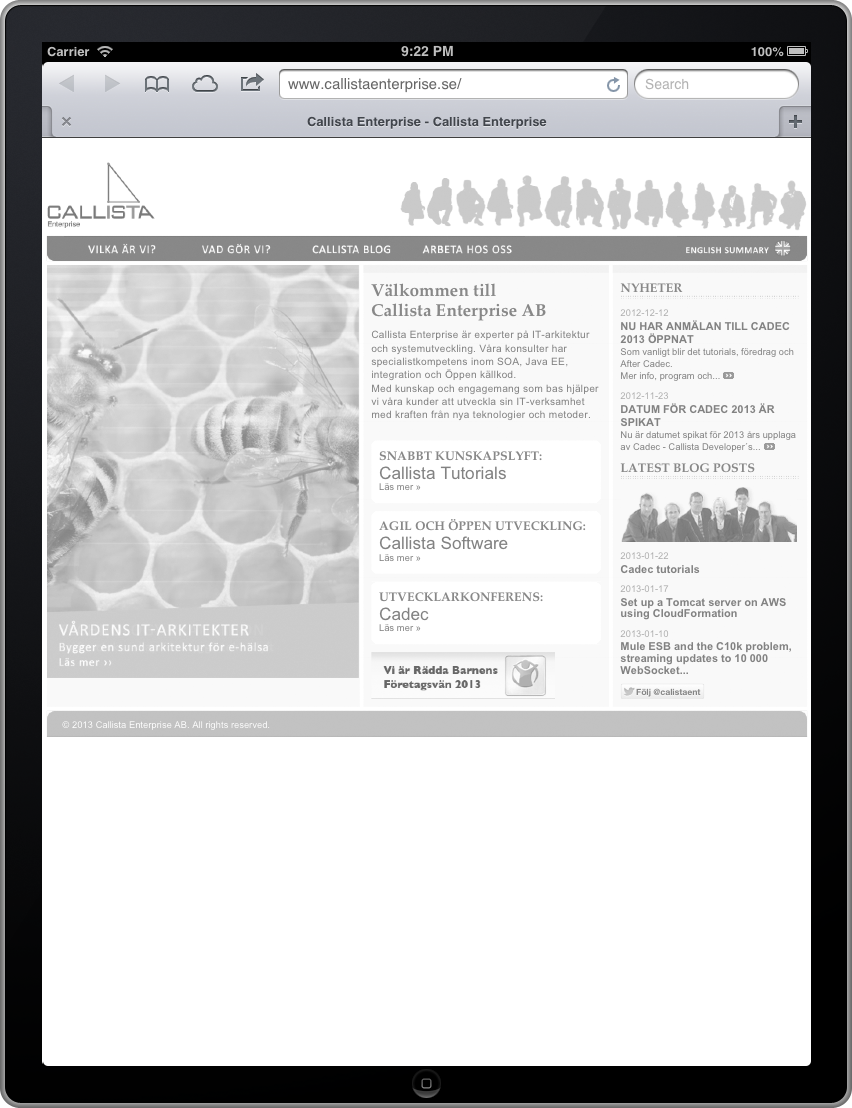 Carrier 9:22 PM 100%
www.callistaenterprise.se/ Search
Callista Enterprise - Callista Enterprise
CALLISTA
Enterprise
VILKA ÄR VI? VAD GÖR VI? CALLISTA BLOG ARBETA HOS OSS ENGLISH SUMMARY
VÅRDENS IT-ARKITEKTER
Bygger en sund arkitektur för e-hälsa
Läs mer ››
Välkommen till
Callista Enterprise AB
Callista Enterprise är experter på IT-arkitektur
och systemutveckling. Våra konsulter har
specialistkompetens inom SOA, Java EE,
integration och Öppen källkod.
Med kunskap och engagemang som bas hjälper
vi våra kunder att utveckla sin IT-verksamhet
med kraften från nya teknologier och metoder.
SNABBT KUNSKAPSLYFT:
Callista Tutorials
Läs mer »
AGIL OCH ÖPPEN UTVECKLING:
Callista Software
Läs mer »
UTVECKLARKONFERENS:
Cadec
Läs mer »
Vi är Rädda Barnens
Företagsvän 2013
NYHETER
2012-12-12
NU HAR ANMÄLAN TILL CADEC
2013 ÖPPNAT
Som vanligt blir det tutorials, föredrag och
After Cadec.
Mer info, program och...
2012-11-23
DATUM FÖR CADEC 2013 ÄR
SPIKAT
Nu är datumet spikat för 2013 års upplaga
av Cadec - Callista Developer´s...
LATEST BLOG POSTS
2013-01-22
Cadec tutorials
2013-01-17
Set up a Tomcat server on AWS
using CloudFormation
2013-01-10
Mule ESB and the C10k problem,
streaming updates to 10 000
WebSocket...
Följ @calistaent
© 2013 Callista Enterprise AB. All rights reserved.